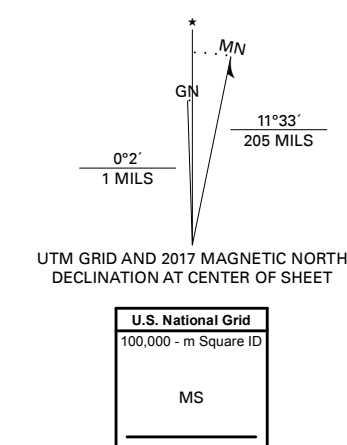 ★
MN
GN
11°33´
205 MILS
0°2´
1 MILS
UTM GRID AND 2017 MAGNETIC NORTH
DECLINATION AT CENTER OF SHEET
U.S. National Grid
100,000 - m Square ID
MS